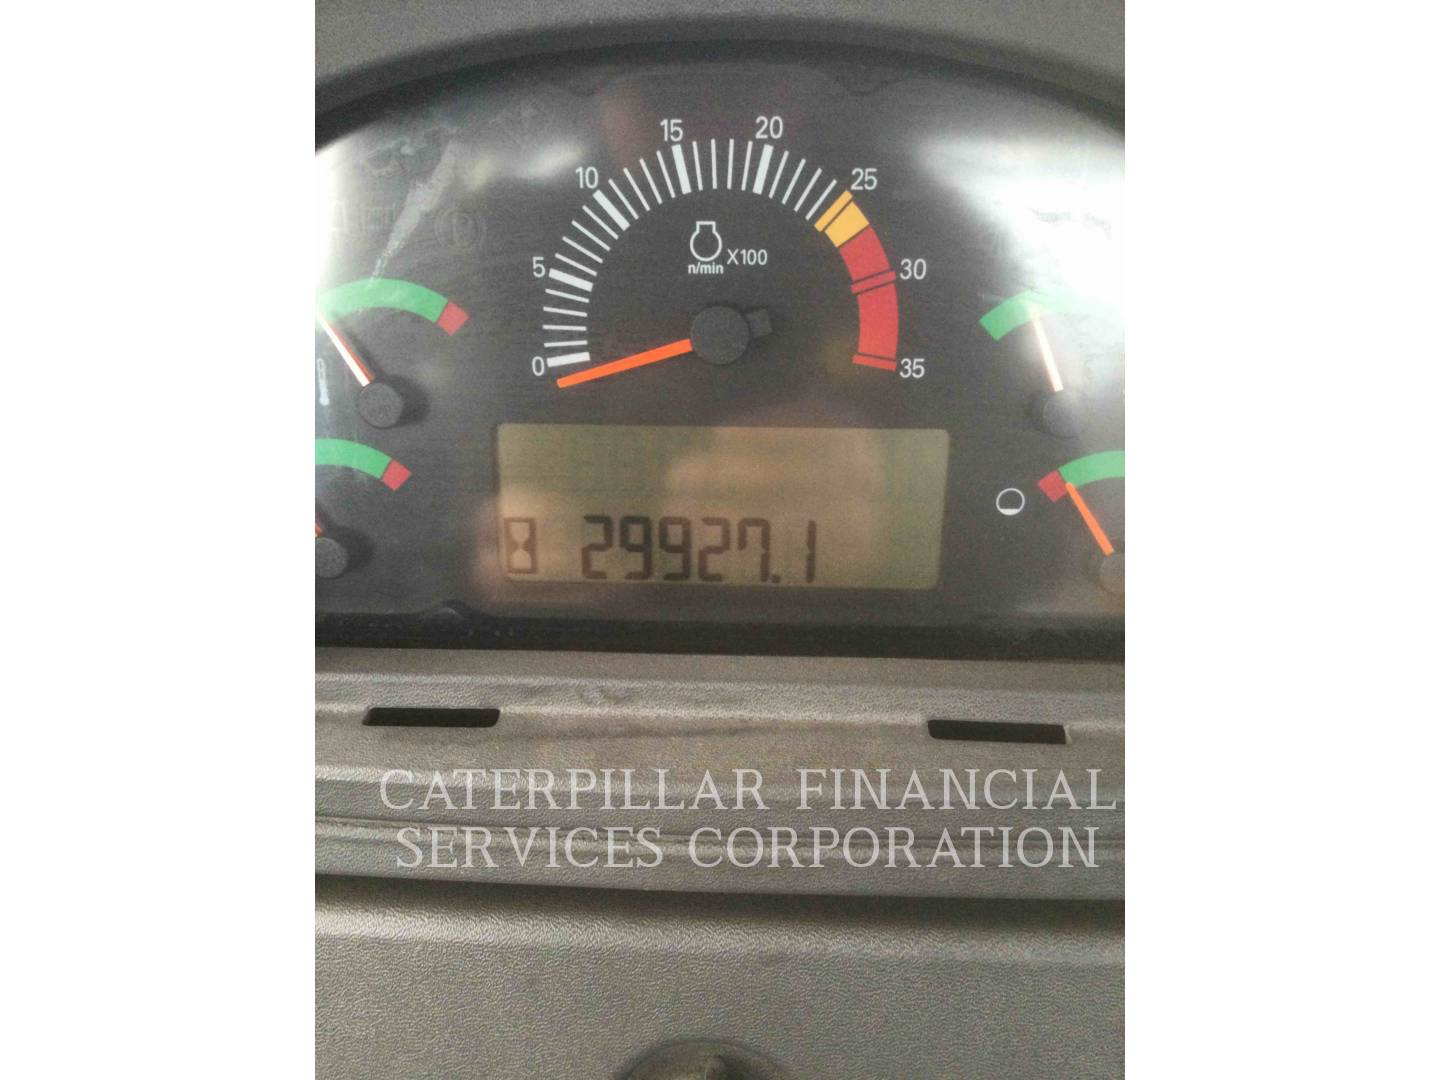 15 20
10 25
X100
n/min
5 30
0 35
29927.1
CATERPILLAR FINANCIAL
SERVICES CORPORATION